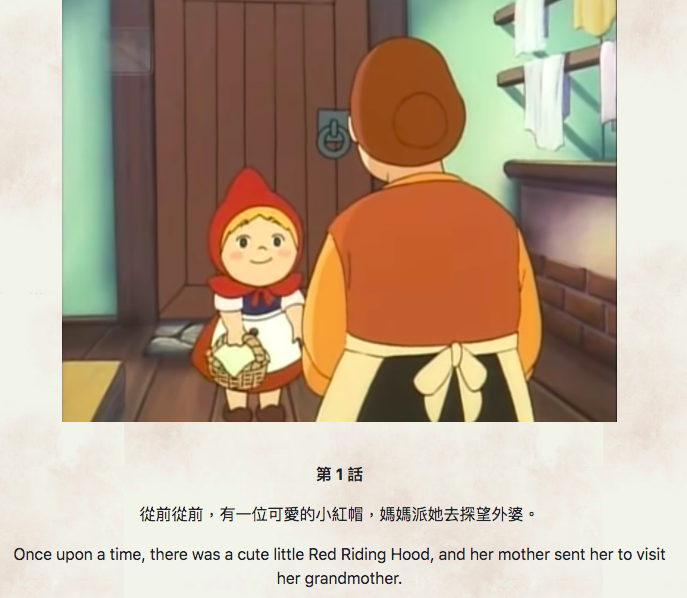 第 1 話
從前從前，有一位可愛的小紅帽，媽媽派她去探望外婆。
Once upon a time, there was a cute little Red Riding Hood, and her mother sent her to visit
her grandmother.